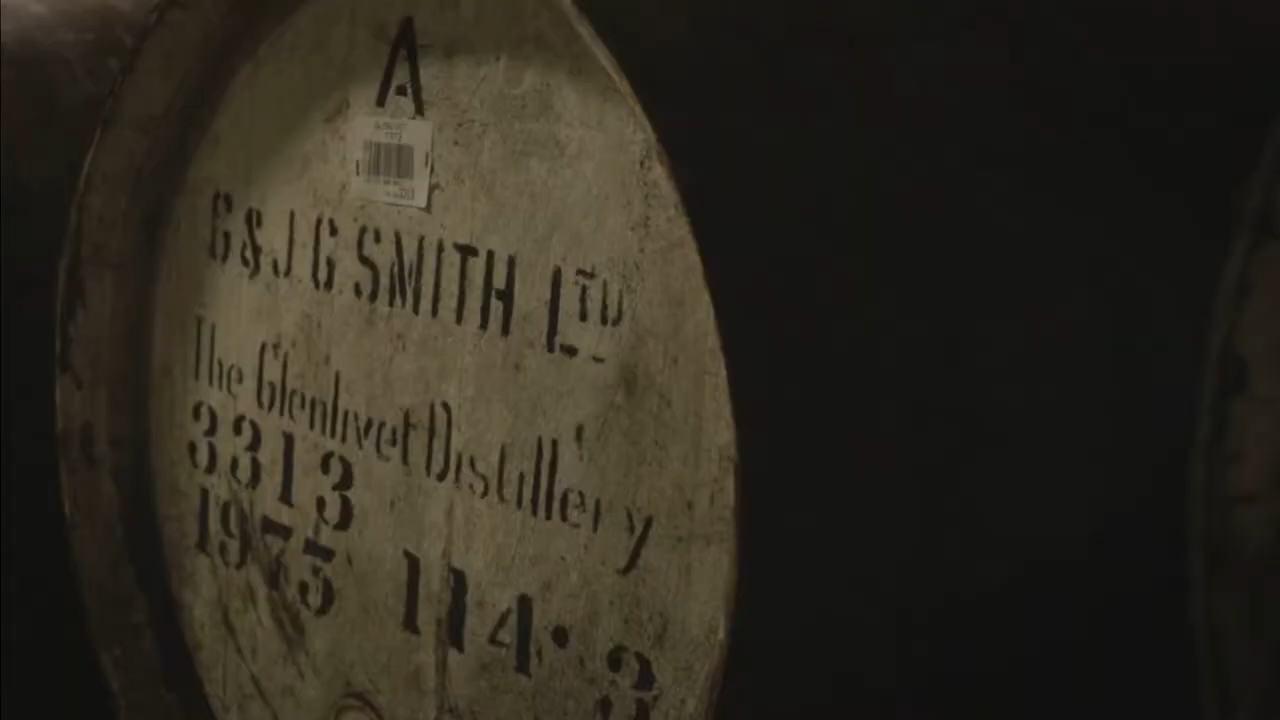 A
G & J.G. SMITH LTD
The Glenlivet Distillery
3313
1975 114· 3